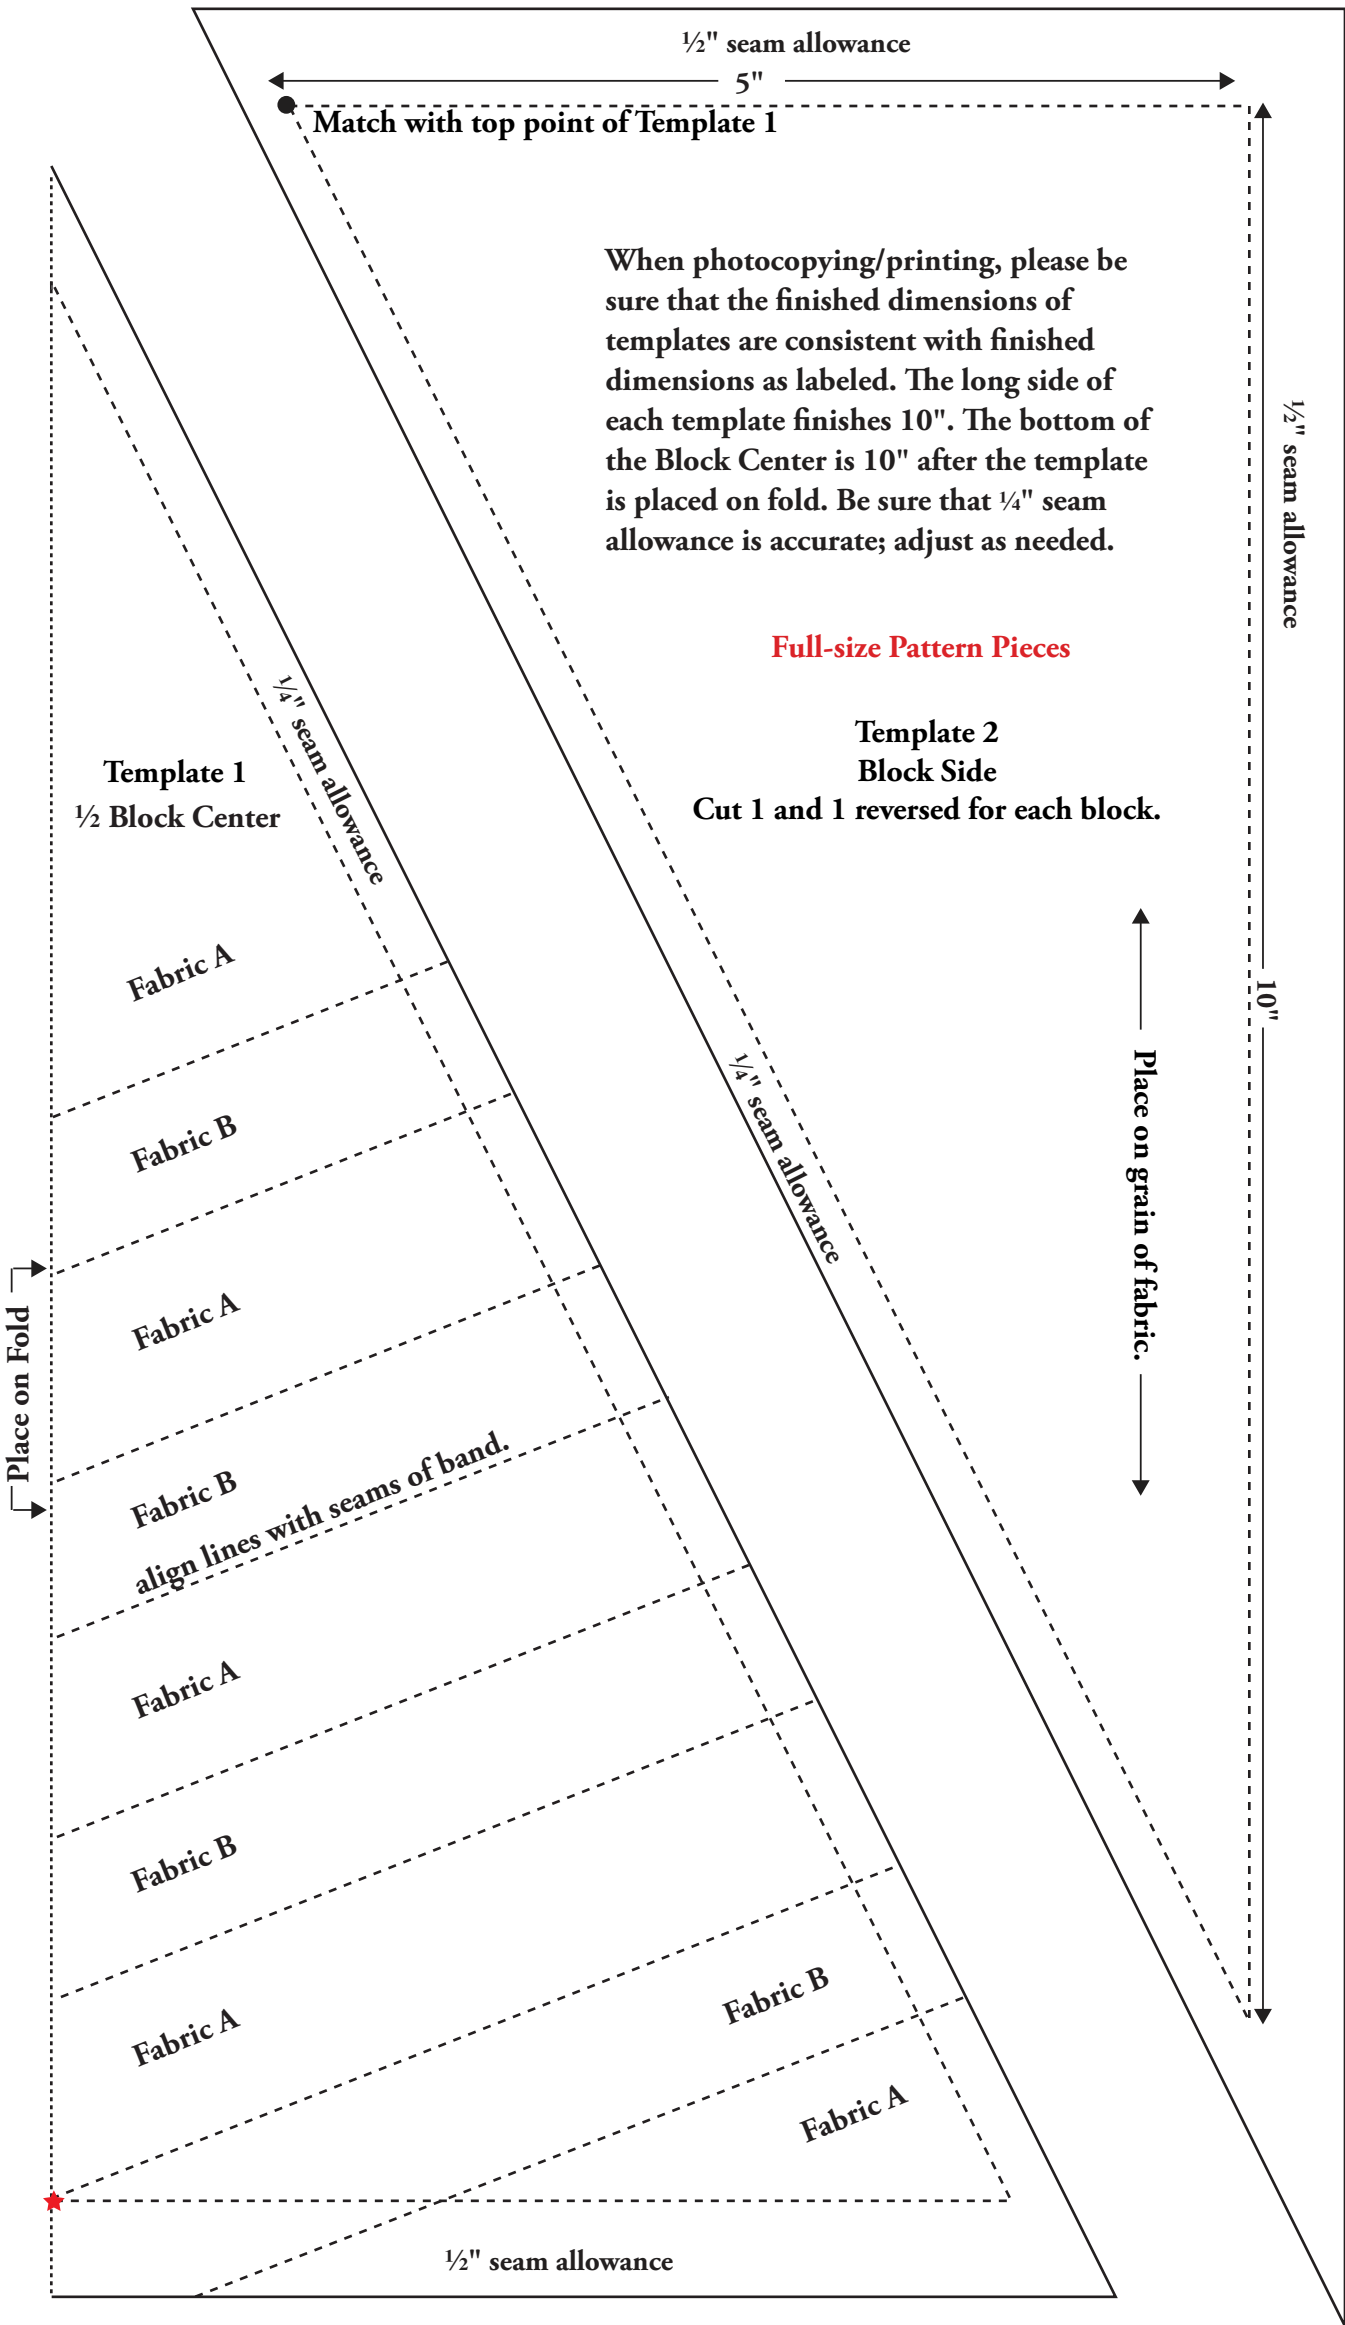 ½" seam allowance
5"
Match with top point of Template 1
When photocopying/printing, please be
sure that the finished dimensions of
templates are consistent with finished
dimensions as labeled. The long side of
each template finishes 10". The bottom of
the Block Center is 10" after the template
is placed on fold. Be sure that ¼" seam
allowance is accurate; adjust as needed.
½" seam allowance
Full-size Pattern Pieces
Template 2
Block Side
Cut 1 and 1 reversed for each block.
10"
Place on grain of fabric.
¼" seam allowance
¼" seam allowance
Template 1
½ Block Center
Fabric A
Fabric B
Fabric A
Place on Fold
Fabric B
align lines with seams of band.
Fabric A
Fabric B
Fabric A
Fabric B
Fabric A
½" seam allowance